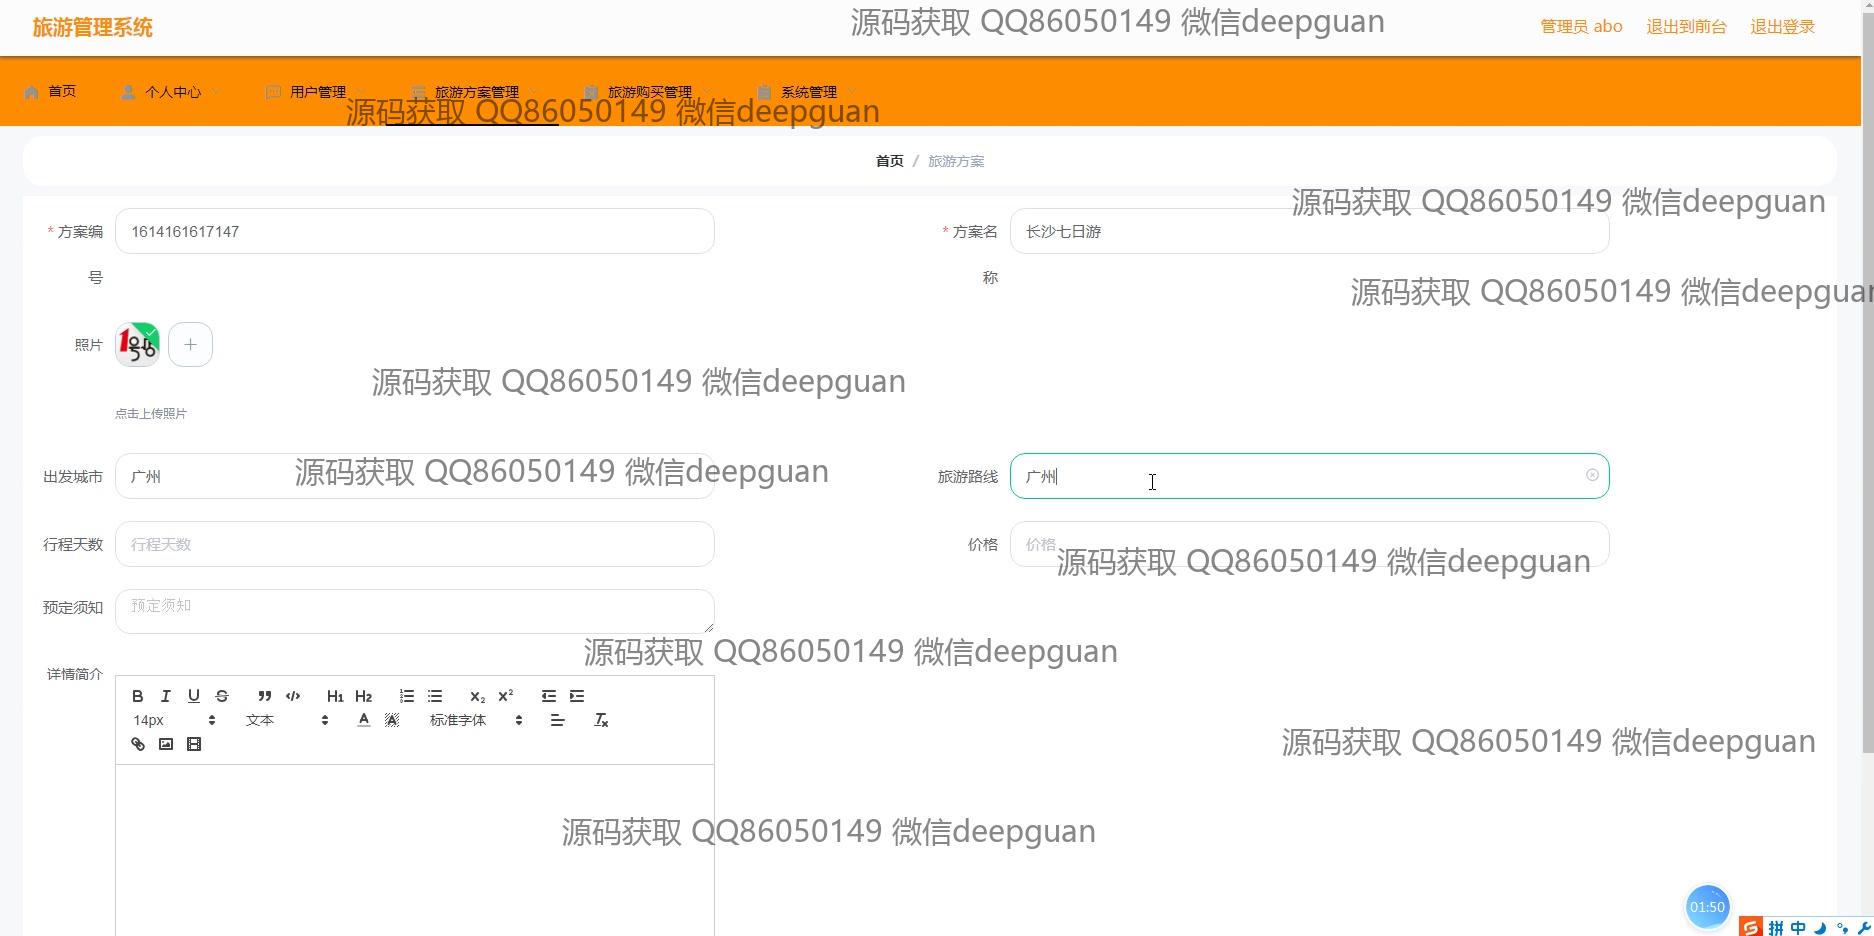 旅游管理系统
源码获取 QQ86050149 微信deepguan
管理员 abo
退出到前台
退出登录
首页
个人中心
用户管理
旅游方案管理
旅游购买管理
系统管理
源码获取 QQ86050149 微信deepguan
首页 / 旅游方案
源码获取 QQ86050149 微信deepguan
* 方案编号
1614161617147
* 方案名称
长沙七日游
源码获取 QQ86050149 微信deepguan
照片
1号店
点击上传照片
源码获取 QQ86050149 微信deepguan
出发城市
广州
源码获取 QQ86050149 微信deepguan
旅游路线
广州
行程天数
行程天数
价格
价格
源码获取 QQ86050149 微信deepguan
预定须知
预定须知
源码获取 QQ86050149 微信deepguan
详情简介
B I U S H1 H2 X2 X2
14px 文本 A A 标准字体 Tx
源码获取 QQ86050149 微信deepguan
源码获取 QQ86050149 微信deepguan
01:50
S 拼 中